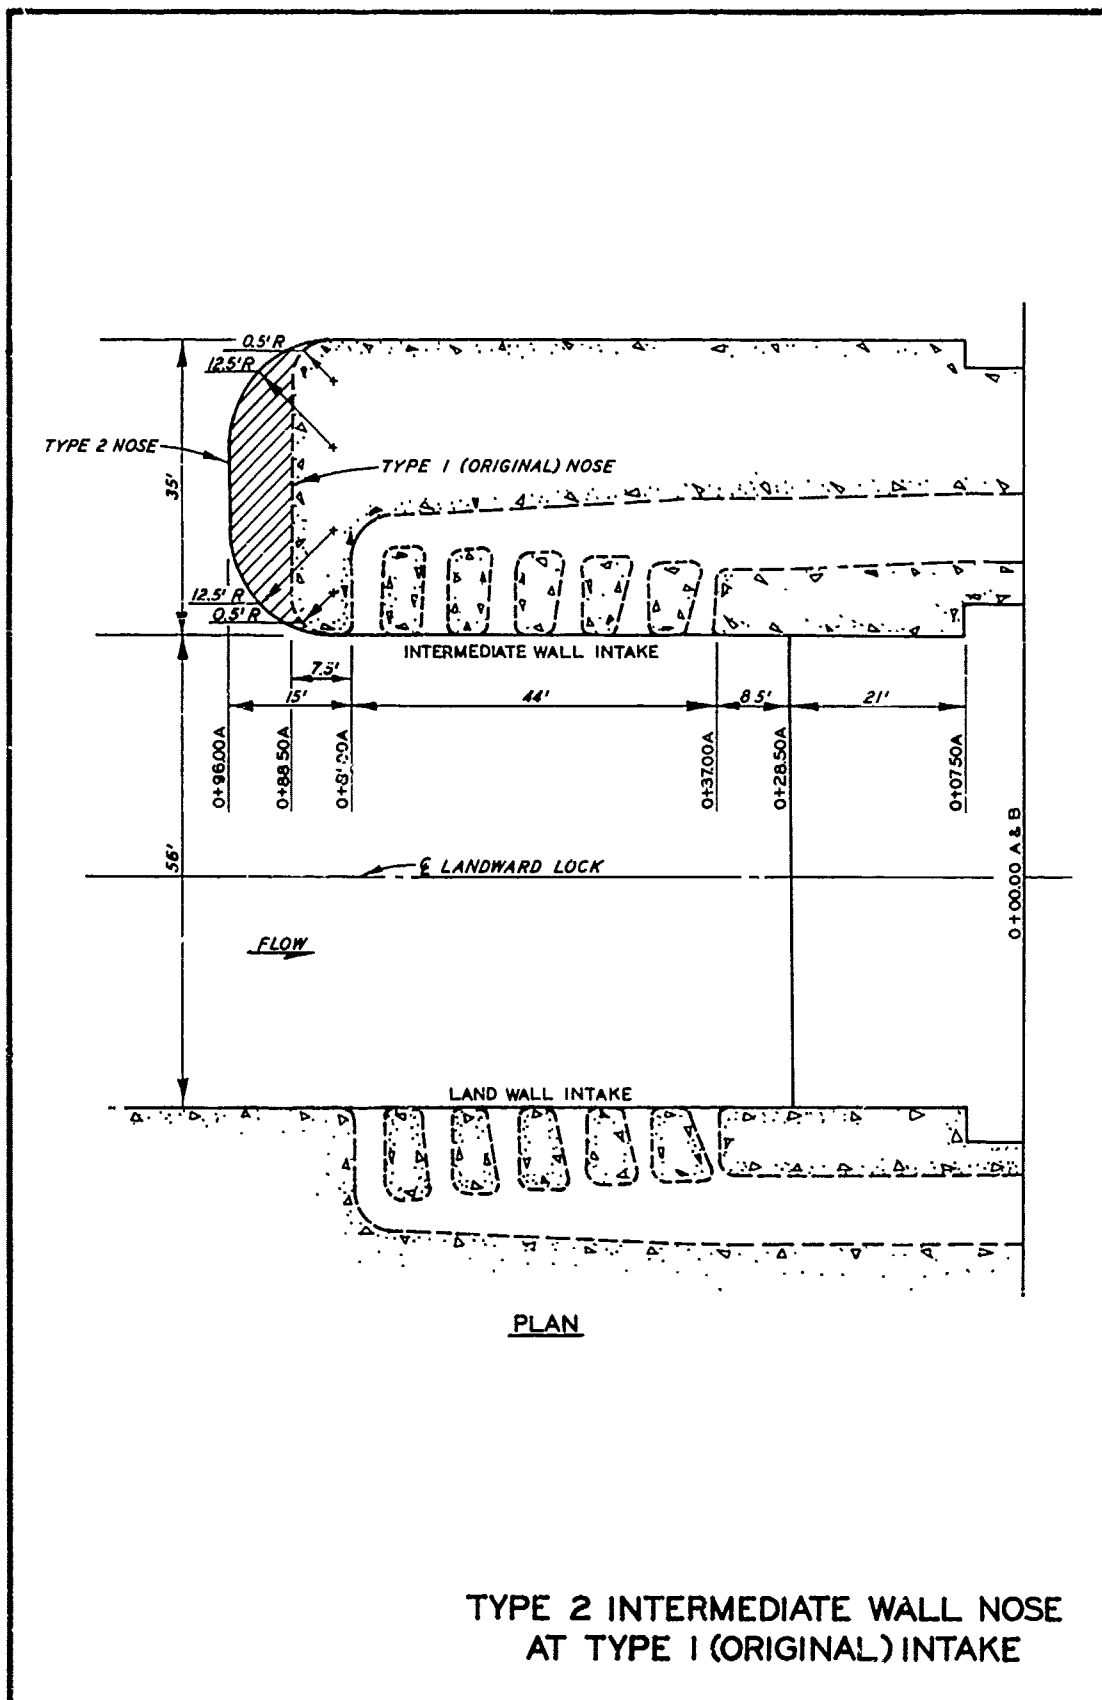 0.5' R
12.5' R
TYPE 2 NOSE
TYPE 1 (ORIGINAL) NOSE
35'
12.5' R
0.5' R
INTERMEDIATE WALL INTAKE
7.5'
15'
44'
8.5'
21'
0+96.00A
0+88.50A
0+81.00A
0+37.00A
0+28.50A
0+07.50A
0+00.00 A & B
56'
℄ LANDWARD LOCK
FLOW
LAND WALL INTAKE
PLAN
TYPE 2 INTERMEDIATE WALL NOSE
AT TYPE 1 (ORIGINAL) INTAKE